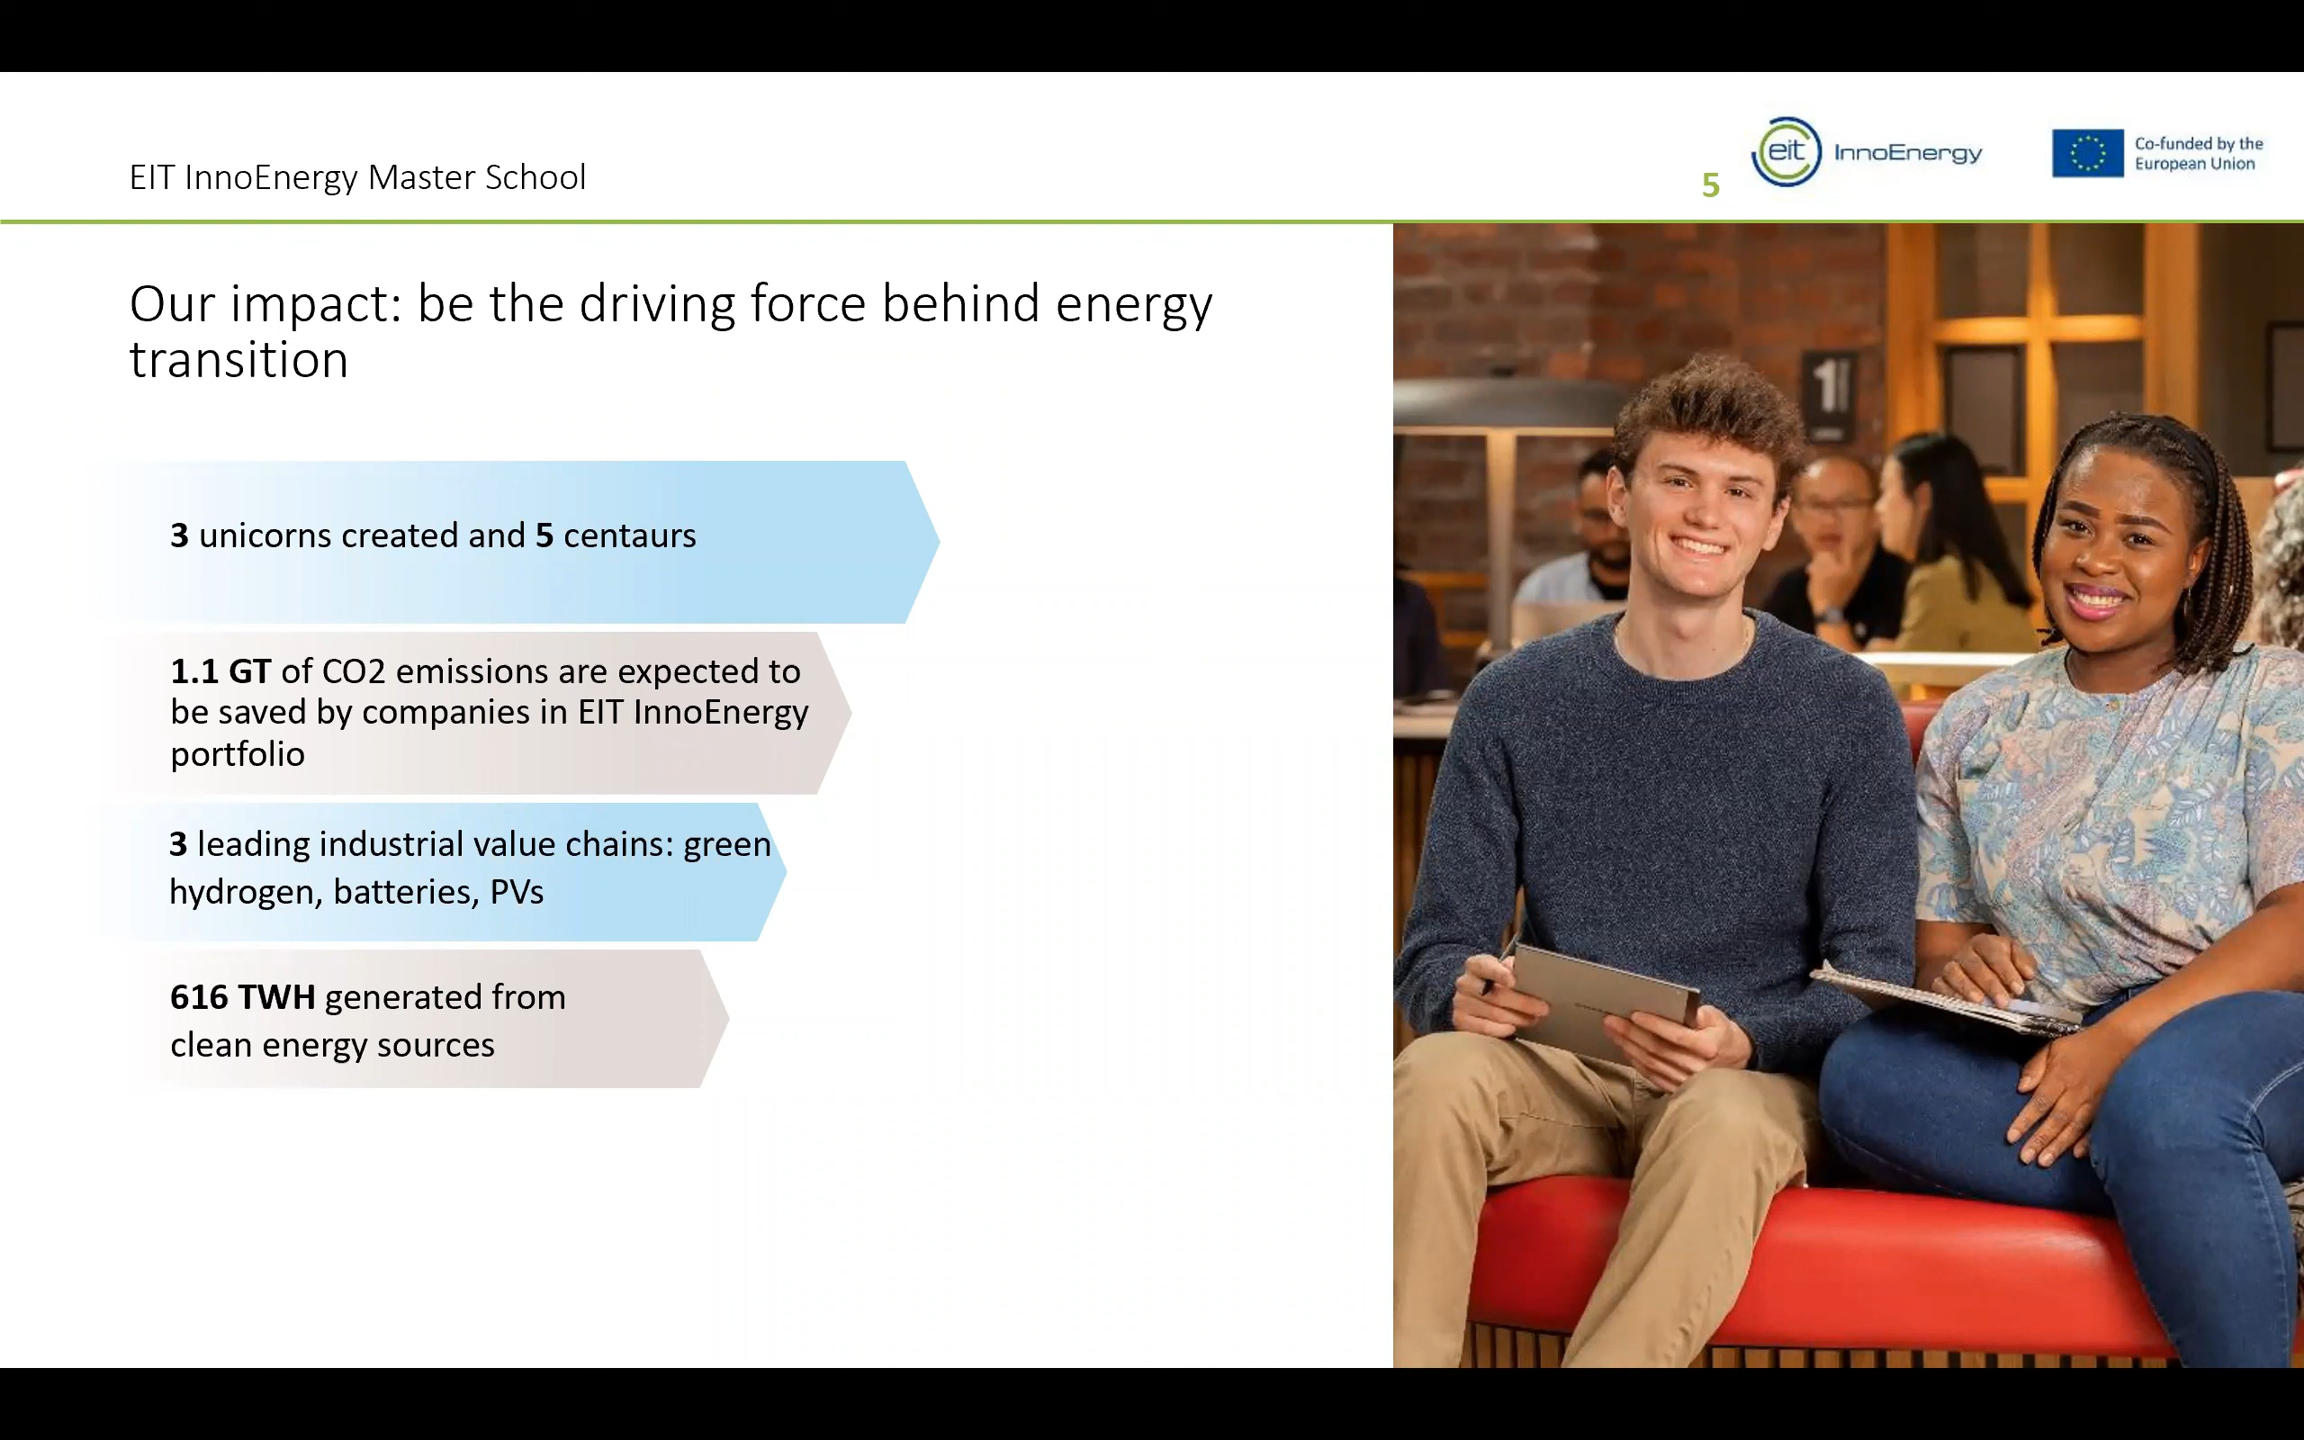 EIT InnoEnergy Master School
5
eit InnoEnergy
Co-funded by the
European Union
Our impact: be the driving force behind energy
transition
3 unicorns created and 5 centaurs
1.1 GT of CO2 emissions are expected to
be saved by companies in EIT InnoEnergy
portfolio
3 leading industrial value chains: green
hydrogen, batteries, PVs
616 TWH generated from
clean energy sources
1